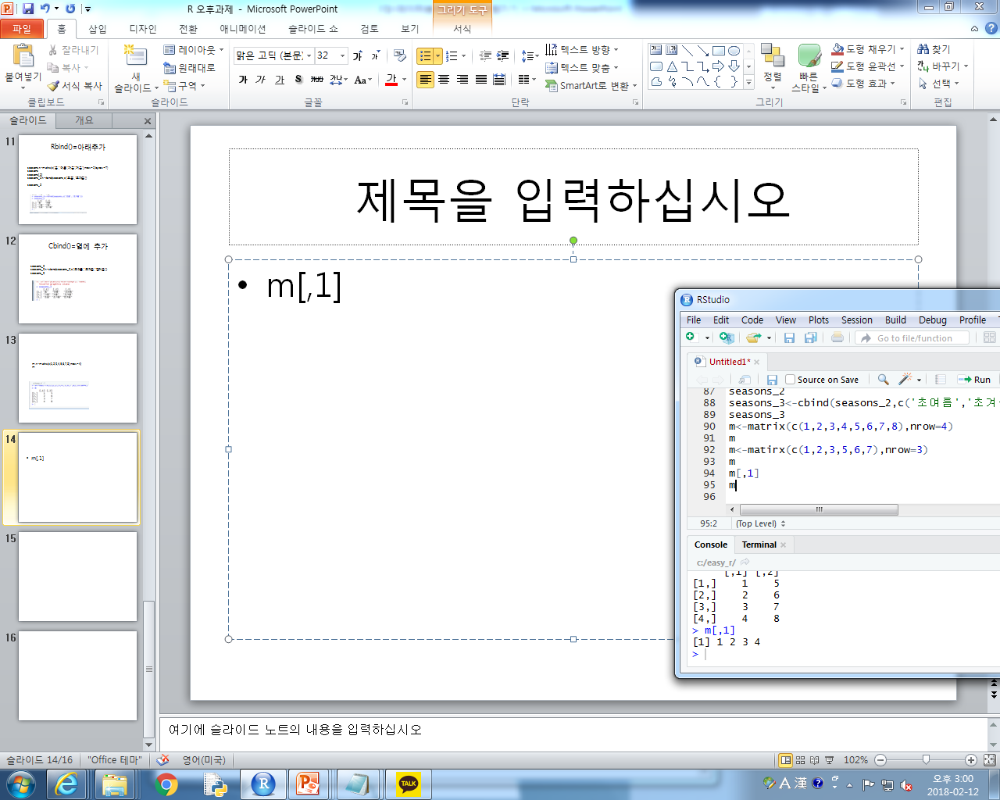 R 오후과제 - Microsoft PowerPoint
그리기 도구
파일 홈 삽입 디자인 전환 애니메이션 슬라이드 쇼 검토 보기 서식
붙여넣기
잘라내기
복사
서식 복사
클립보드
새 슬라이드
레이아웃
원래대로
구역
슬라이드
맑은 고딕 (본문) 32
가 가 가 S 가 Aa 가
글꼴
텍스트 방향
텍스트 맞춤
SmartArt로 변환
단락
정렬
빠른 스타일
도형 채우기
도형 윤곽선
도형 효과
그리기
찾기
바꾸기
선택
편집
슬라이드 개요
11
Rbind()=아래추가
12
Cbind()=옆에 추가
13
14
• m[,1]
15
16
제목을 입력하십시오
• m[,1]
RStudio
File Edit Code View Plots Session Build Debug Profile
Go to file/function
Untitled1*
Source on Save Run
87 seasons_2
88 seasons_3<-cbind(seasons_2,c('초여름','초겨
89 seasons_3
90 m<-matrix(c(1,2,3,4,5,6,7,8),nrow=4)
91 m
92 m<-matirx(c(1,2,3,5,6,7),nrow=3)
93 m
94 m[,1]
95 m
96
95:2 (Top Level)
Console Terminal
c:/easy_r/
[,1] [,2]
[1,] 1 5
[2,] 2 6
[3,] 3 7
[4,] 4 8
> m[,1]
[1] 1 2 3 4
>
여기에 슬라이드 노트의 내용을 입력하십시오
슬라이드 14/16 "Office 테마" 영어(미국) 102%
TALK
A 漢
오후 3:00
2018-02-12